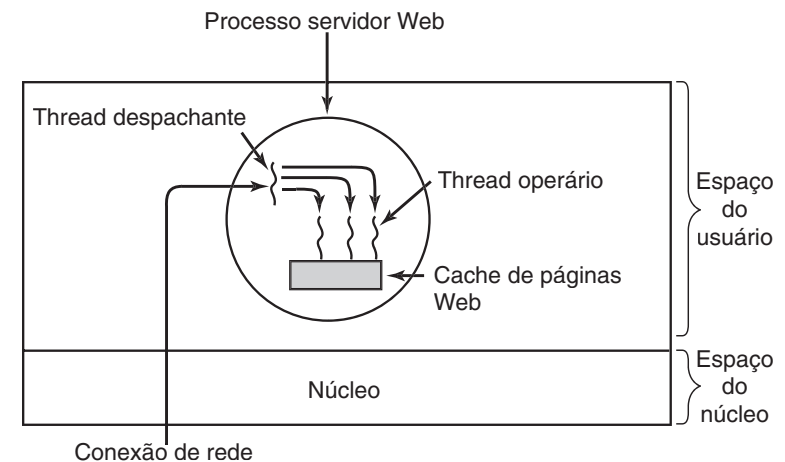 Processo servidor Web
Thread despachante
Thread operário
Cache de páginas
Web
Espaço
do
usuário
Núcleo
Espaço
do
núcleo
Conexão de rede